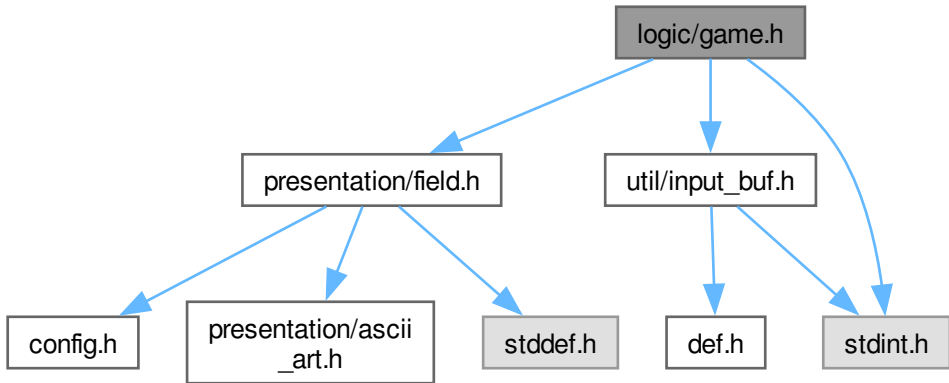 logic/game.h
presentation/field.h
util/input_buf.h
config.h
presentation/ascii
_art.h
stddef.h
def.h
stdint.h